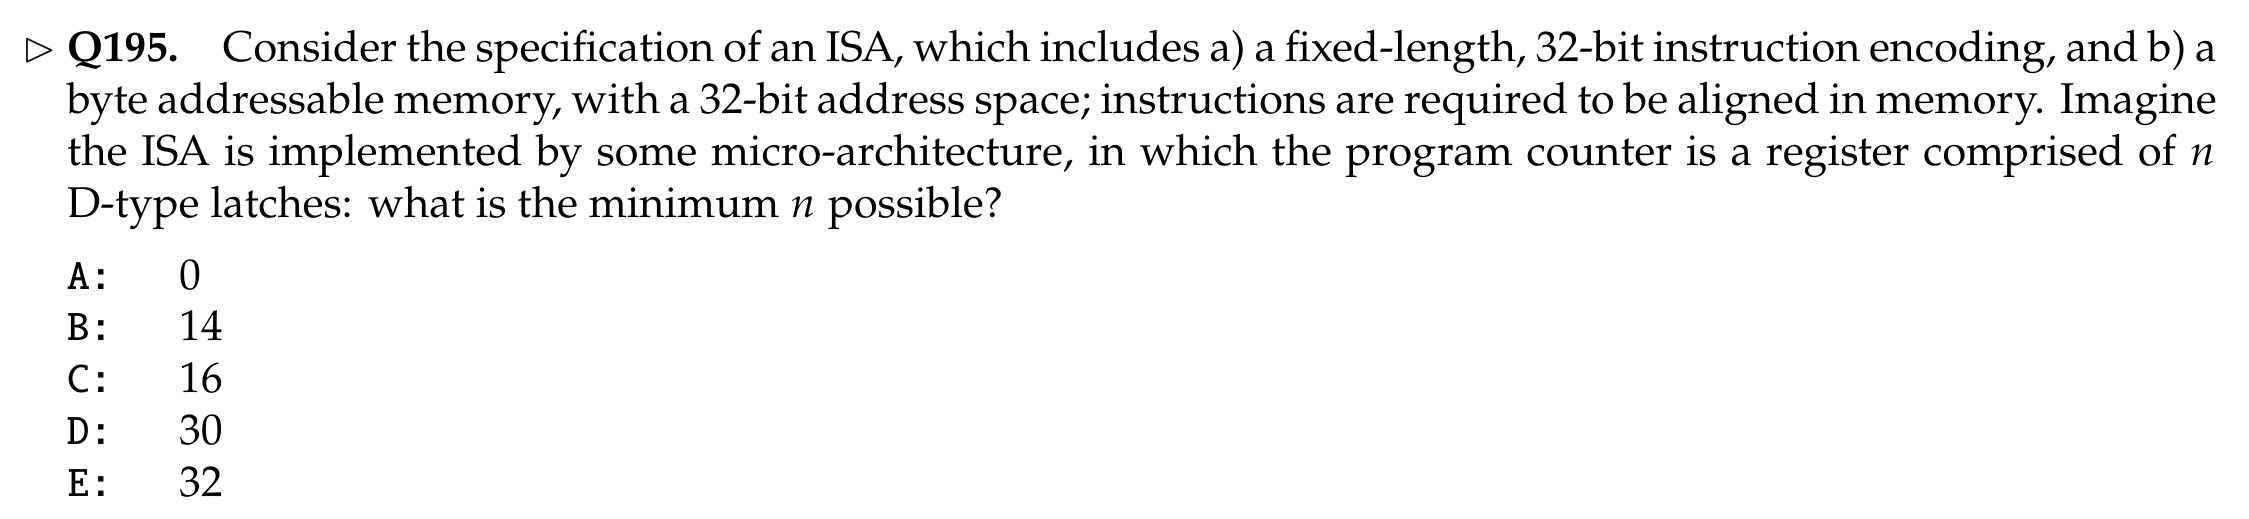 ▷ Q195. Consider the specification of an ISA, which includes a) a fixed-length, 32-bit instruction encoding, and b) a
byte addressable memory, with a 32-bit address space; instructions are required to be aligned in memory. Imagine
the ISA is implemented by some micro-architecture, in which the program counter is a register comprised of n
D-type latches: what is the minimum n possible?
A: 0
B: 14
C: 16
D: 30
E: 32